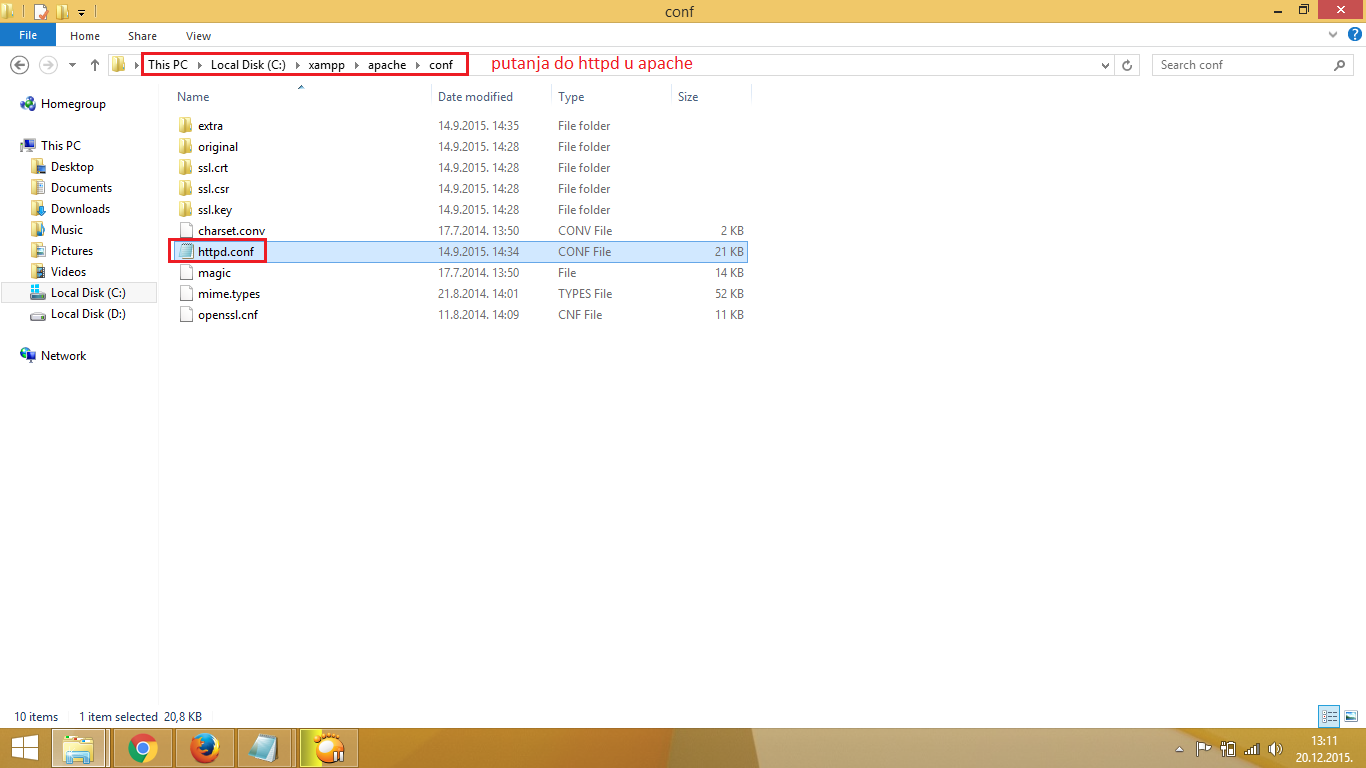 conf
File Home Share View
This PC Local Disk (C:) xampp apache conf
putanja do httpd u apache
Search conf
Name Date modified Type Size
Homegroup
This PC
Desktop
Documents
Downloads
Music
Pictures
Videos
Local Disk (C:)
Local Disk (D:)
Network
extra 14.9.2015. 14:35 File folder
original 14.9.2015. 14:28 File folder
ssl.crt 14.9.2015. 14:28 File folder
ssl.csr 14.9.2015. 14:28 File folder
ssl.key 14.9.2015. 14:28 File folder
charset.conv 17.7.2014. 13:50 CONV File 2 KB
httpd.conf 14.9.2015. 14:34 CONF File 21 KB
magic 17.7.2014. 13:50 File 14 KB
mime.types 21.8.2014. 14:01 TYPES File 52 KB
openssl.cnf 11.8.2014. 14:09 CNF File 11 KB
10 items 1 item selected 20,8 KB
13:11
20.12.2015.